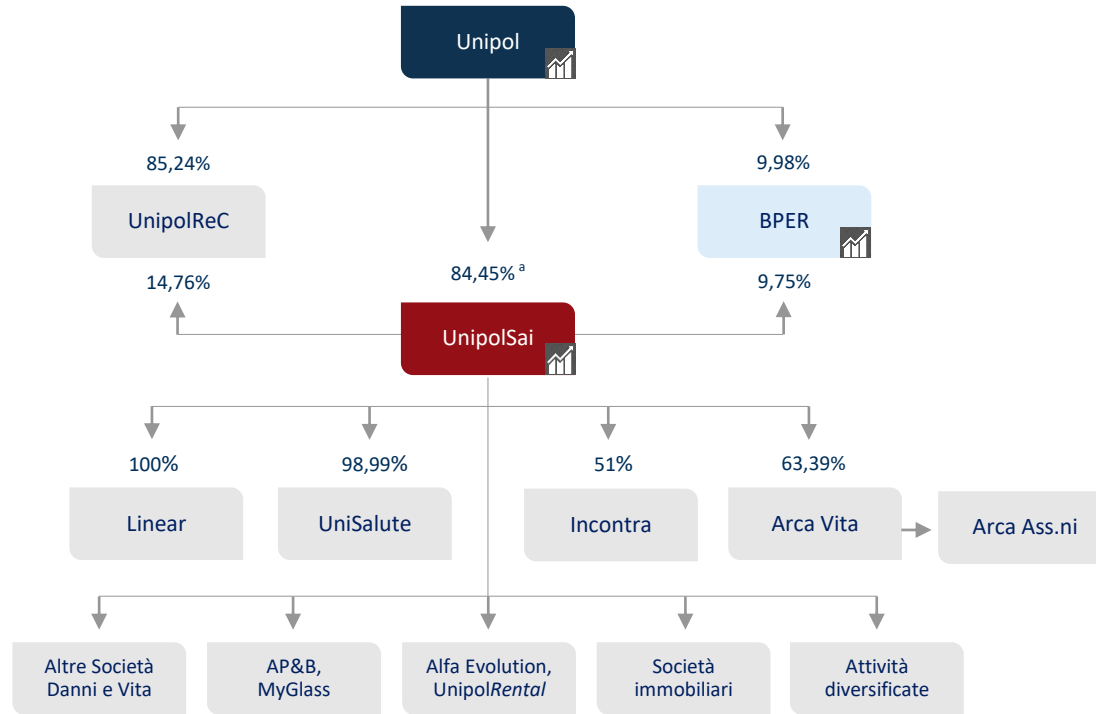 Unipol
85,24%
9,98%
UnipolReC
BPER
14,76%
84,45% a
9,75%
UnipolSai
100%
98,99%
51%
63,39%
Linear
UniSalute
Incontra
Arca Vita
Arca Ass.ni
Altre Società
Danni e Vita
AP&B,
MyGlass
Alfa Evolution,
UnipolRental
Società
immobiliari
Attività
diversificate